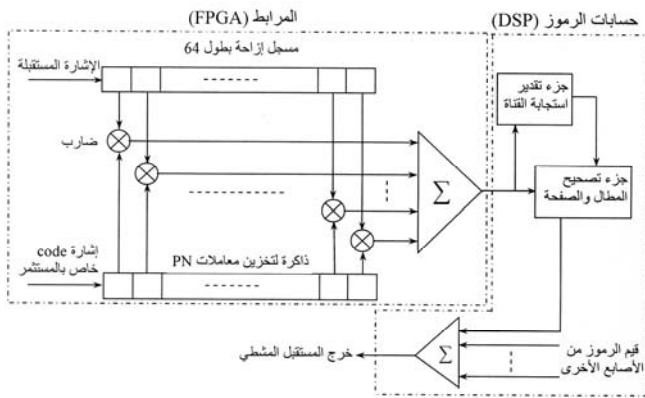 حسابات الرموز (DSP)
المرابط (FPGA)
مسجل إزاحة بطول 64
الإشارة المستقبلة
جزء تقدير
استجابة القناة
ضارب
Σ
جزء تصحيح
المطال والصفحة
إشارة code
خاص بالمستثمر
ذاكرة لتخزين معاملات PN
قيم الرموز من
الأصابع الأخرى
Σ
خرج المستقبل المشطي